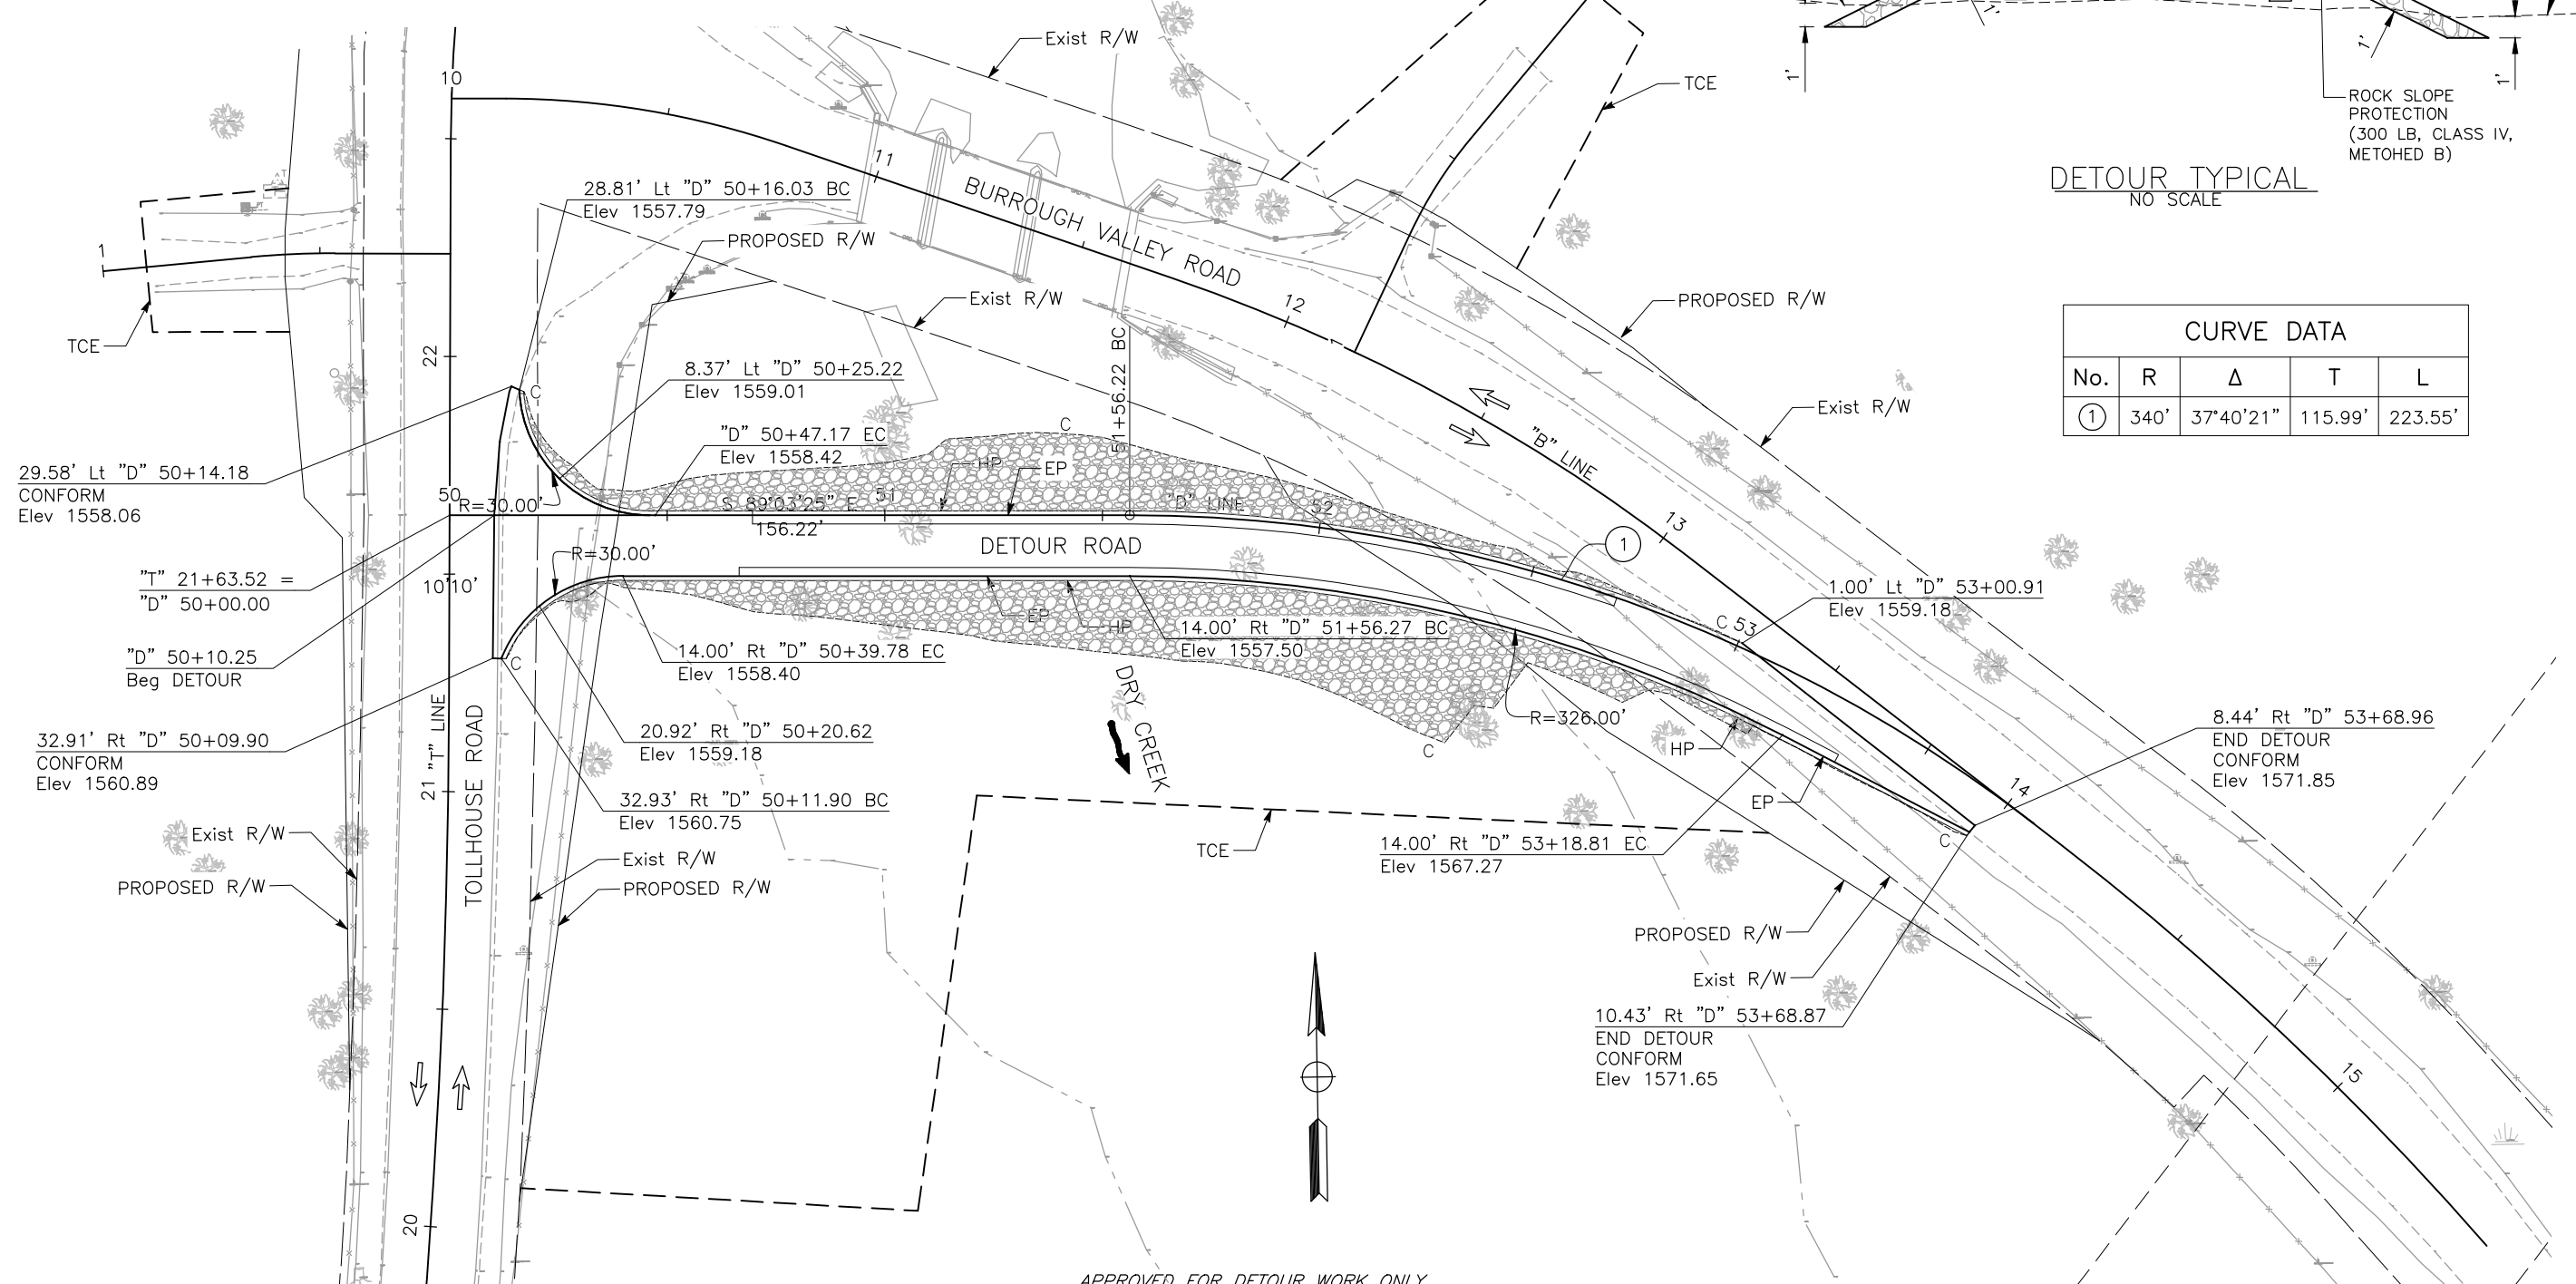 Exist R/W
TCE
1'
1'
1'
1'
ROCK SLOPE
PROTECTION
(300 LB, CLASS IV,
METOHED B)
DETOUR TYPICAL
NO SCALE
10
11
BURROUGH VALLEY ROAD
12
28.81' Lt "D" 50+16.03 BC
Elev 1557.79
PROPOSED R/W
Exist R/W
1
TCE
22
PROPOSED R/W
Exist R/W
CURVE DATA
No. R Δ T L
1 340' 37°40'21" 115.99' 223.55'
8.37' Lt "D" 50+25.22
Elev 1559.01
51+56.22 BC
"D" 50+47.17 EC
Elev 1558.42
"B" LINE
C
C
29.58' Lt "D" 50+14.18
CONFORM
Elev 1558.06
50
R=30.00'
HP
EP
S 89°03'25" E
51
156.22'
"D" LINE
52
13
DETOUR ROAD
1
R=30.00'
"T" 21+63.52 =
"D" 50+00.00
10'
10'
1.00' Lt "D" 53+00.91
Elev 1559.18
C
53
EP
HP
14.00' Rt "D" 51+56.27 BC
Elev 1557.50
"D" 50+10.25
Beg DETOUR
C
14.00' Rt "D" 50+39.78 EC
Elev 1558.40
DRY CREEK
R=326.00'
C
HP
EP
8.44' Rt "D" 53+68.96
END DETOUR
CONFORM
Elev 1571.85
32.91' Rt "D" 50+09.90
CONFORM
Elev 1560.89
21
"T" LINE
TOLLHOUSE ROAD
20.92' Rt "D" 50+20.62
Elev 1559.18
32.93' Rt "D" 50+11.90 BC
Elev 1560.75
14
C
TCE
14.00' Rt "D" 53+18.81 EC
Elev 1567.27
Exist R/W
PROPOSED R/W
Exist R/W
PROPOSED R/W
PROPOSED R/W
Exist R/W
10.43' Rt "D" 53+68.87
END DETOUR
CONFORM
Elev 1571.65
15
20
APPROVED FOR DETOUR WORK ONLY